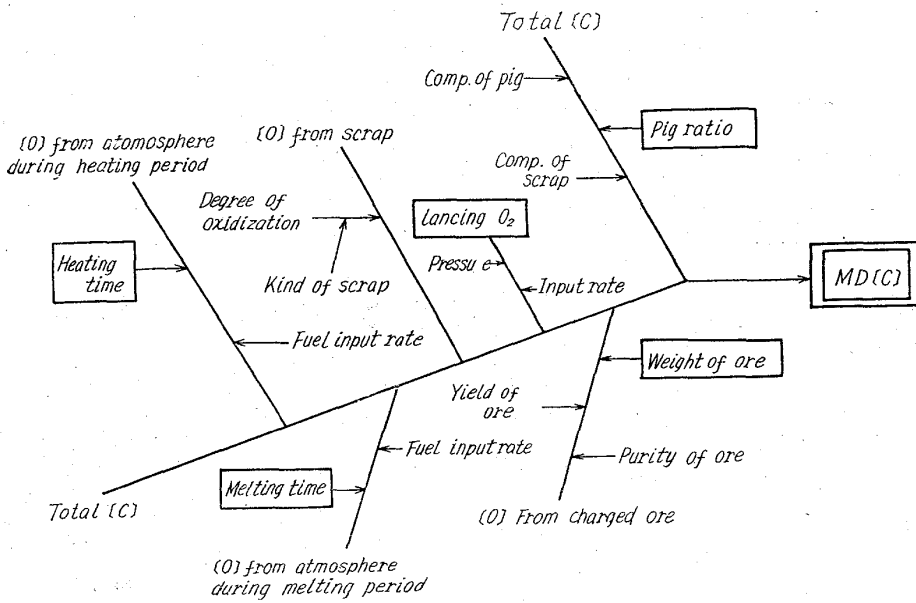 Total [C]
Comp. of pig
Pig ratio
Comp. of
scrap
[O] from atomosphere
during heating period
[O] from scrap
Degree of
oxidization
Kind of scrap
lancing O₂
Pressu e
Input rate
Heating
time
Fuel input rate
MD[C]
Weight of ore
Yield of
ore
Purity of ore
[O] From charged ore
Fuel input rate
Melting time
Total [C]
[O] from atmosphere
during melting period